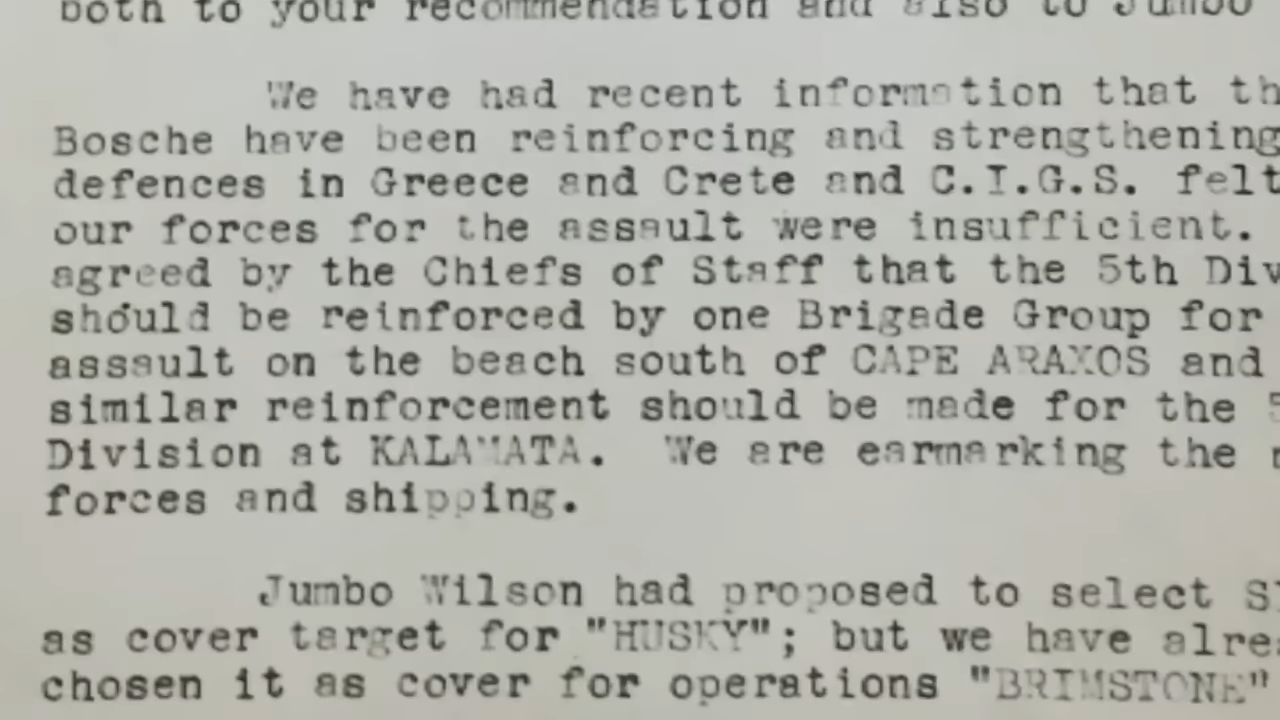 both to your recommendation and also to Jumbo
We have had recent information that th
Bosche have been reinforcing and strengthening
defences in Greece and Crete and C.I.G.S. felt
our forces for the assault were insufficient.
agreed by the Chiefs of Staff that the 5th Div
should be reinforced by one Brigade Group for
assault on the beach south of CAPE ARAXOS and
similar reinforcement should be made for the 5
Division at KALAMATA. We are earmarking the
forces and shipping.
Jumbo Wilson had proposed to select
as cover target for "HUSKY"; but we have alre
chosen it as cover for operations "BRIMSTONE"